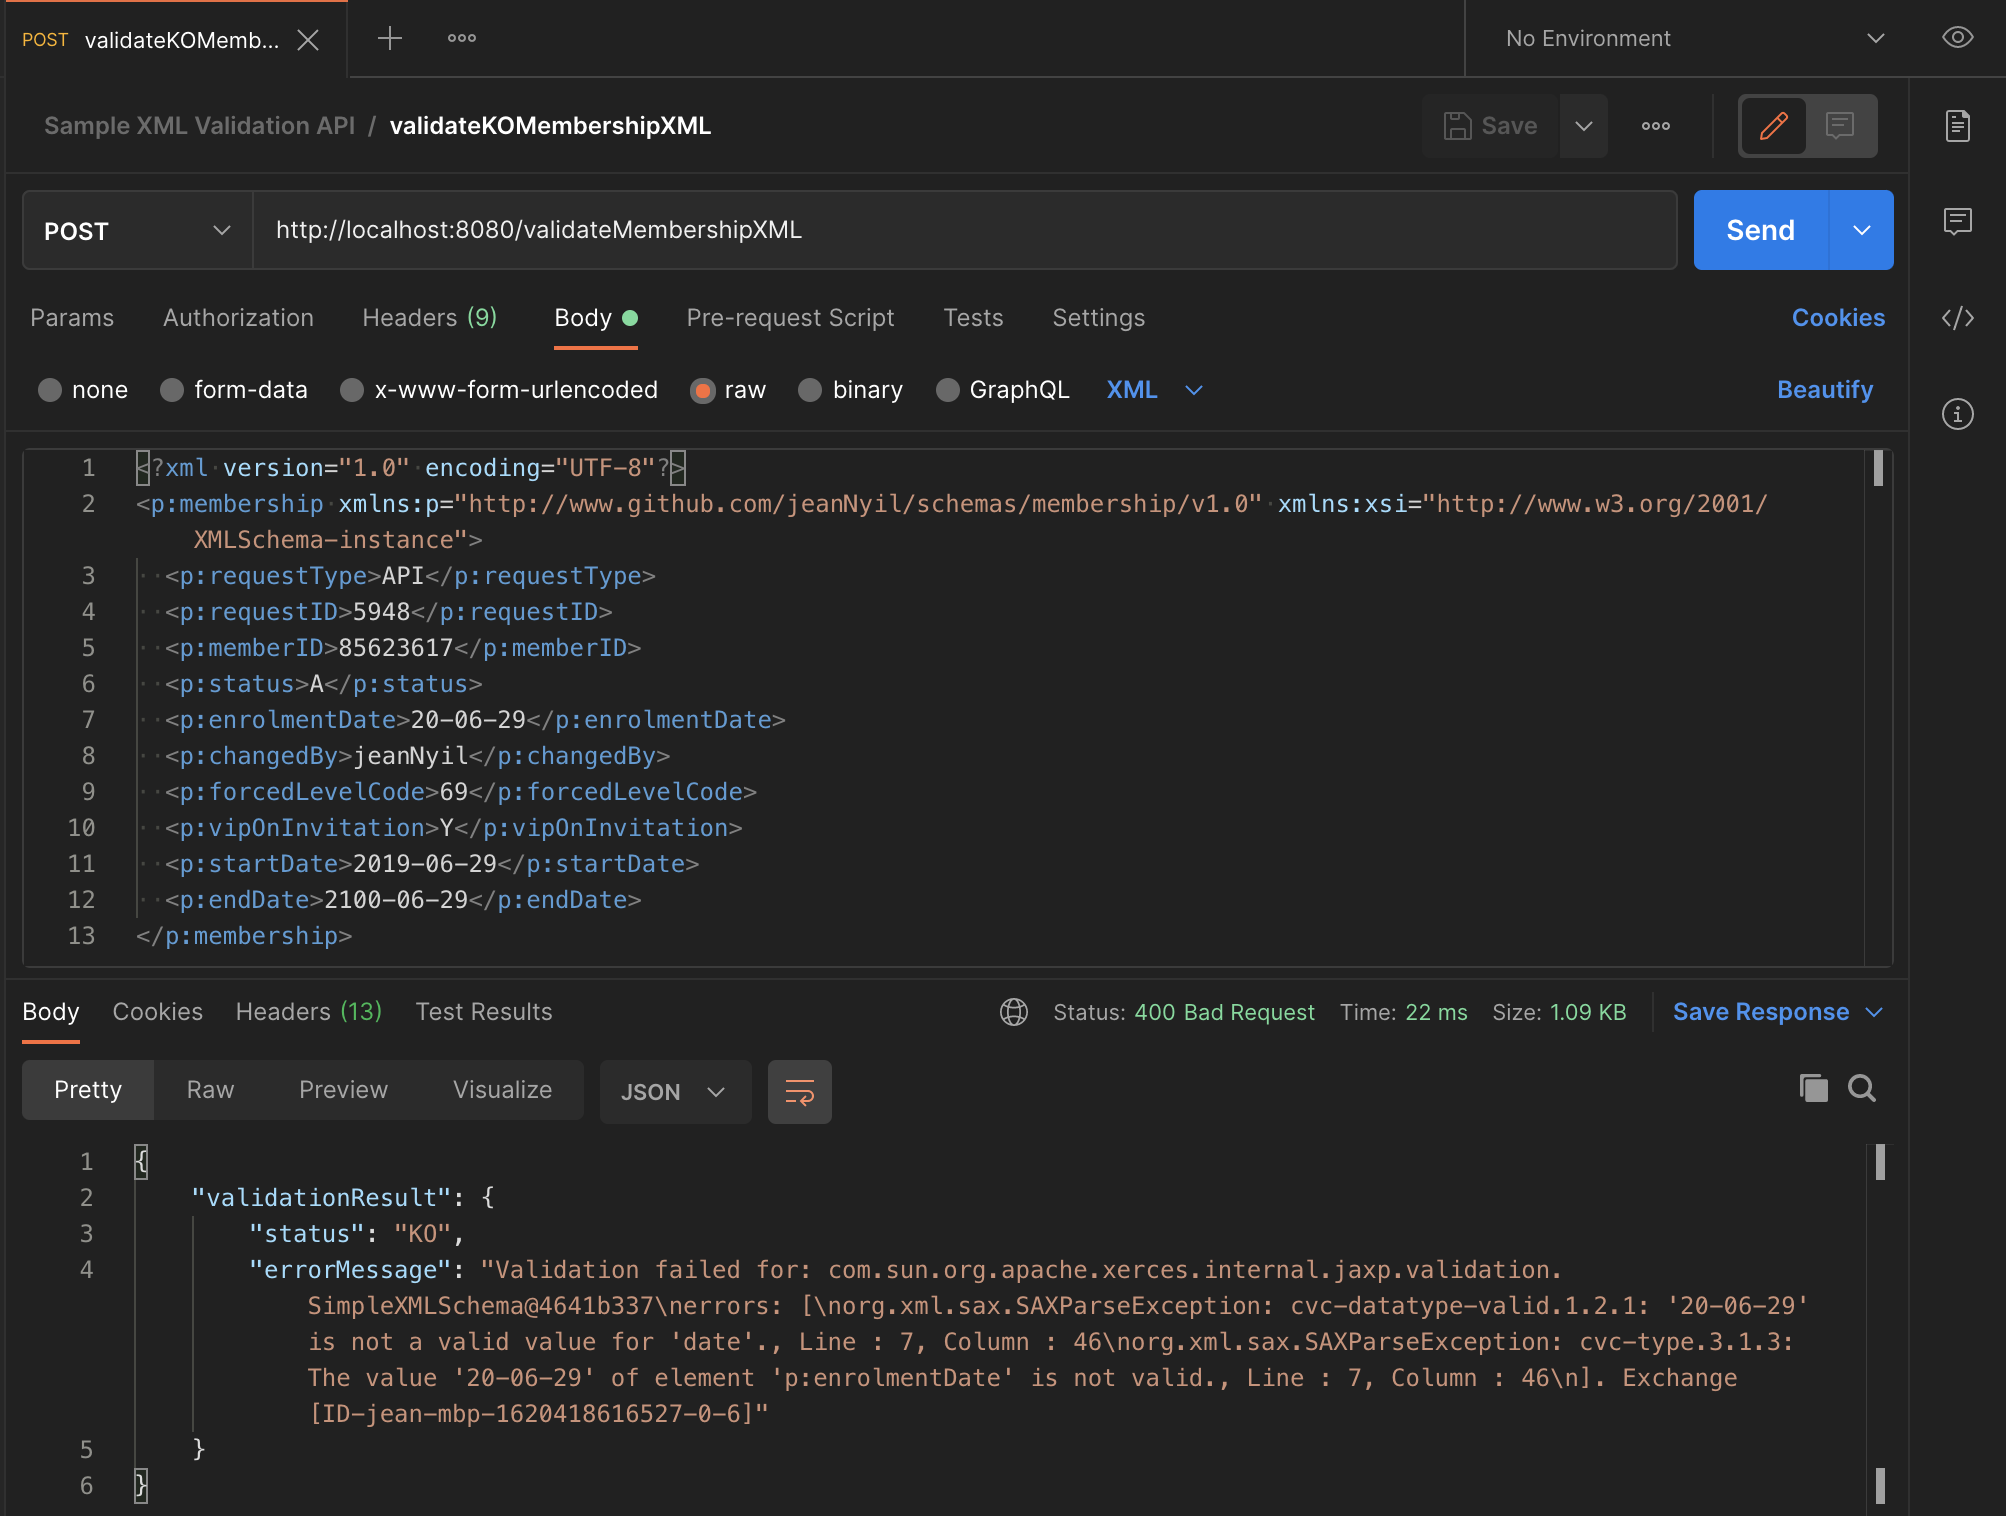 POST validateKOMemb...
No Environment
Sample XML Validation API / validateKOMembershipXML
Save
POST http://localhost:8080/validateMembershipXML
Send
Params Authorization Headers (9) Body Pre-request Script Tests Settings Cookies
none form-data x-www-form-urlencoded raw binary GraphQL XML Beautify
1 <?xml version="1.0" encoding="UTF-8"?>
2 <p:membership xmlns:p="http://www.github.com/jeanNyil/schemas/membership/v1.0" xmlns:xsi="http://www.w3.org/2001/
XMLSchema-instance">
3 <p:requestType>API</p:requestType>
4 <p:requestID>5948</p:requestID>
5 <p:memberID>85623617</p:memberID>
6 <p:status>A</p:status>
7 <p:enrolmentDate>20-06-29</p:enrolmentDate>
8 <p:changedBy>jeanNyil</p:changedBy>
9 <p:forcedLevelCode>69</p:forcedLevelCode>
10 <p:vipOnInvitation>Y</p:vipOnInvitation>
11 <p:startDate>2019-06-29</p:startDate>
12 <p:endDate>2100-06-29</p:endDate>
13 </p:membership>
Body Cookies Headers (13) Test Results Status: 400 Bad Request Time: 22 ms Size: 1.09 KB Save Response
Pretty Raw Preview Visualize JSON
1 {
2 "validationResult": {
3 "status": "KO",
4 "errorMessage": "Validation failed for: com.sun.org.apache.xerces.internal.jaxp.validation.
SimpleXMLSchema@4641b337\nerrors: [\norg.xml.sax.SAXParseException: cvc-datatype-valid.1.2.1: '20-06-29'
is not a valid value for 'date'., Line : 7, Column : 46\norg.xml.sax.SAXParseException: cvc-type.3.1.3:
The value '20-06-29' of element 'p:enrolmentDate' is not valid., Line : 7, Column : 46\n]. Exchange
[ID-jean-mbp-1620418616527-0-6]"
5 }
6 }